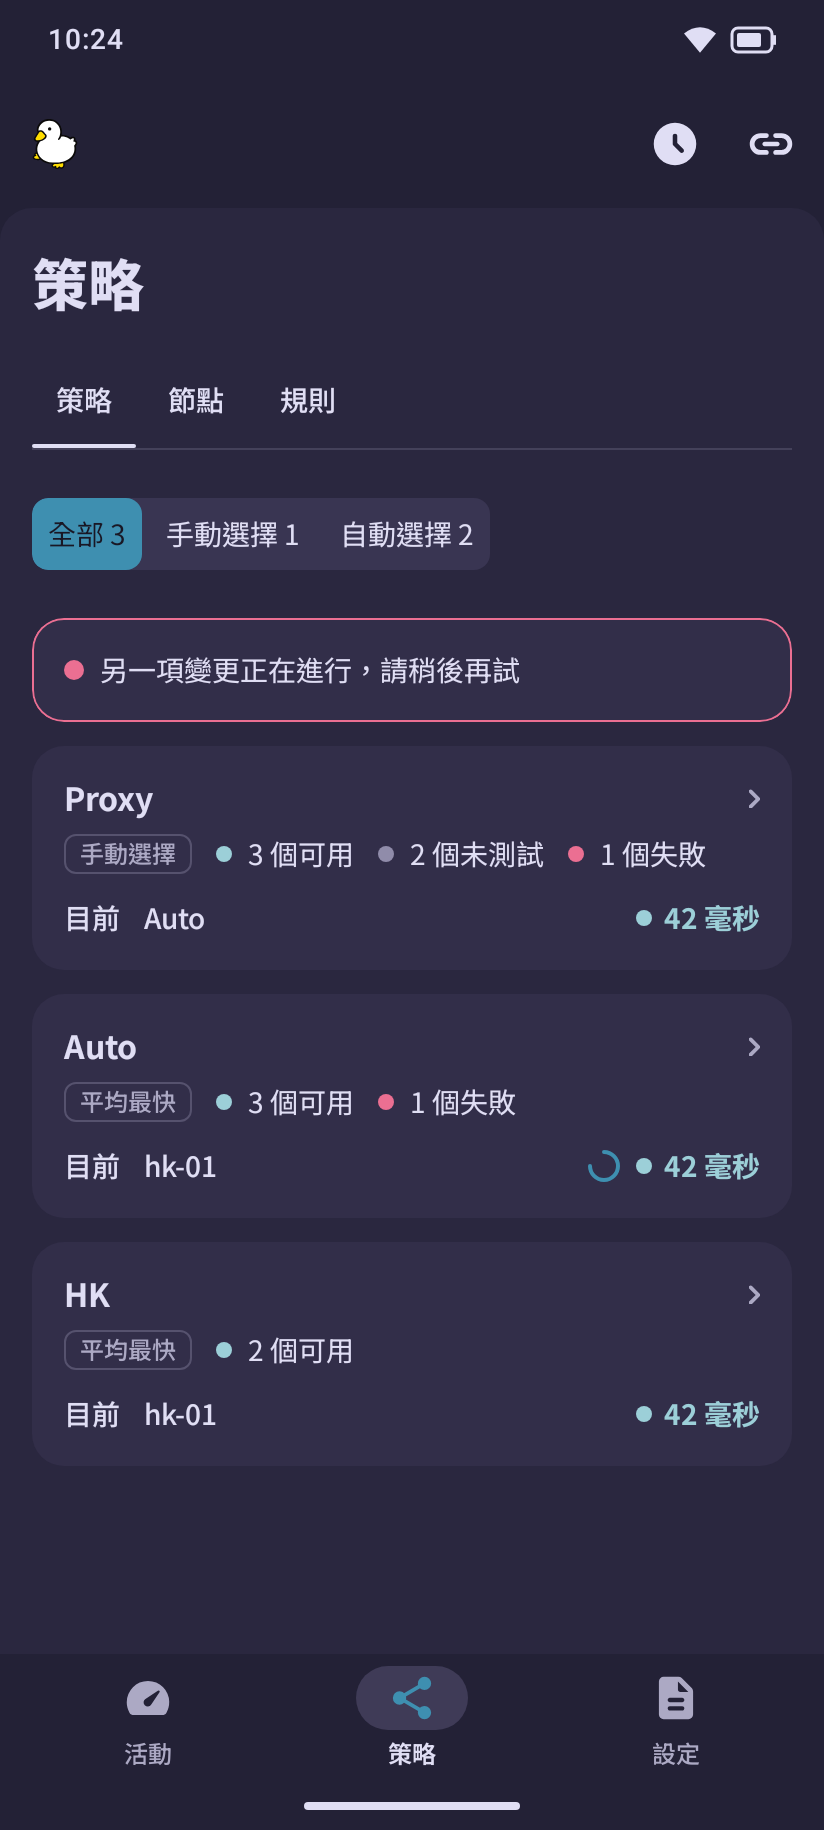 10:24
策略
策略 節點 規則
全部 3 手動選擇 1 自動選擇 2
另一項變更正在進行，請稍後再試
Proxy
手動選擇 3 個可用 2 個未測試 1 個失敗
目前 Auto 42 毫秒
Auto
平均最快 3 個可用 1 個失敗
目前 hk-01 42 毫秒
HK
平均最快 2 個可用
目前 hk-01 42 毫秒
活動 策略 設定